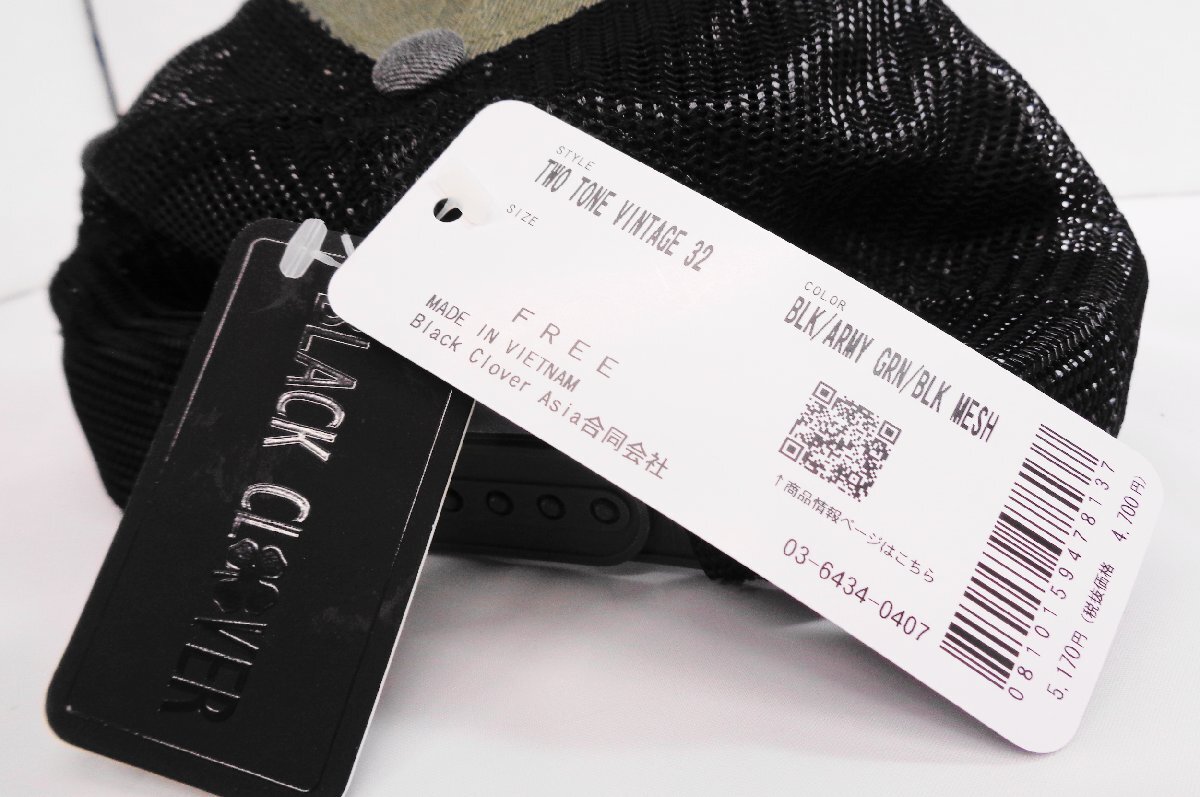 STYLE
TWO TONE VINTAGE 32
SIZE
FREE
MADE IN VIETNAM
Black Clover Asia合同会社
COLOR
BLK/ARMY GRN/BLK MESH
↑商品情報ページはこちら
03-6434-0407
081015947813 7
5,170円 (税抜価格 4,700円)
BLACK CLOVER